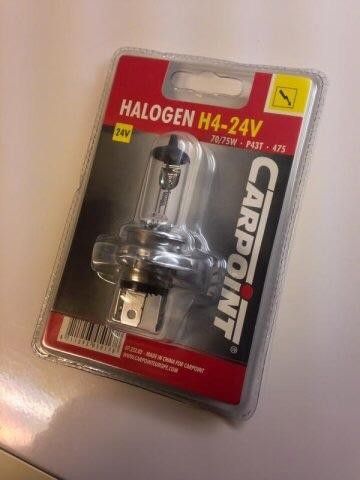 HALOGEN H4-24V
70/75W · P43T · 475
24V
CARPOINT®
MADE IN CHINA FOR CARPOINT
WWW.CARPOINTEUROPE.COM